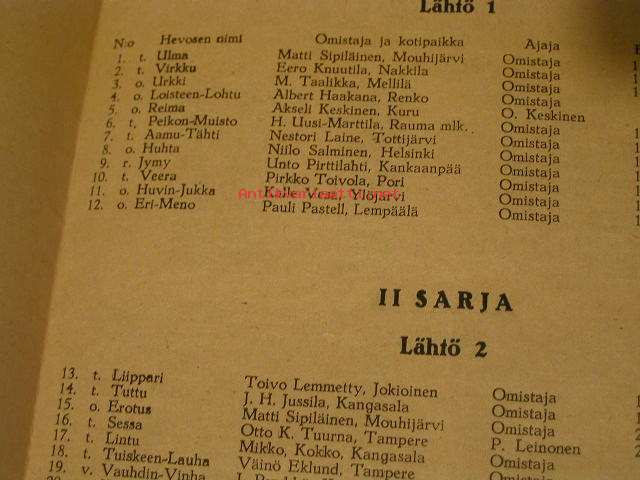 Lähtö 1
N:o Hevosen nimi Omistaja ja kotipaikka Ajaja
1. t. Ulma Matti Sipiläinen, Mouhijärvi Omistaja
2. t. Virkku Eero Knuutila, Nakkila Omistaja
3. o. Urkki M. Taalikka, Mellilä Omistaja
4. o. Loisteen-Lohtu Albert Haakana, Renko Omistaja
5. o. Reima Akseli Keskinen, Kuru O. Keskinen
6. t. Peikon-Muisto H. Uusi-Marttila, Rauma mlk. Omistaja
7. t. Aamu-Tähti Nestori Laine, Tottijärvi Omistaja
8. o. Huhta Niilo Salminen, Helsinki Omistaja
9. r. Jymy Unto Pirttilahti, Kankaanpää Omistaja
10. t. Veera Pirkko Toivola, Pori Omistaja
11. o. Huvin-Jukka Kalle Vesa, Ylöjärvi Omistaja
12. o. Eri-Meno Pauli Pastell, Lempäälä Omistaja
II SARJA
Lähtö 2
13. t. Liippari Toivo Lemmetty, Jokioinen Omistaja
14. t. Tuttu J. H. Jussila, Kangasala Omistaja
15. o. Erotus Matti Sipiläinen, Mouhijärvi Omistaja
16. t. Sessa Otto K. Tuurna, Tampere P. Leinonen
17. t. Lintu Mikko, Kokko, Kangasala Omistaja
18. t. Tuiskeen-Lauha Väinö Eklund, Tampere Omistaja
19. v. Vauhdin-Vinha